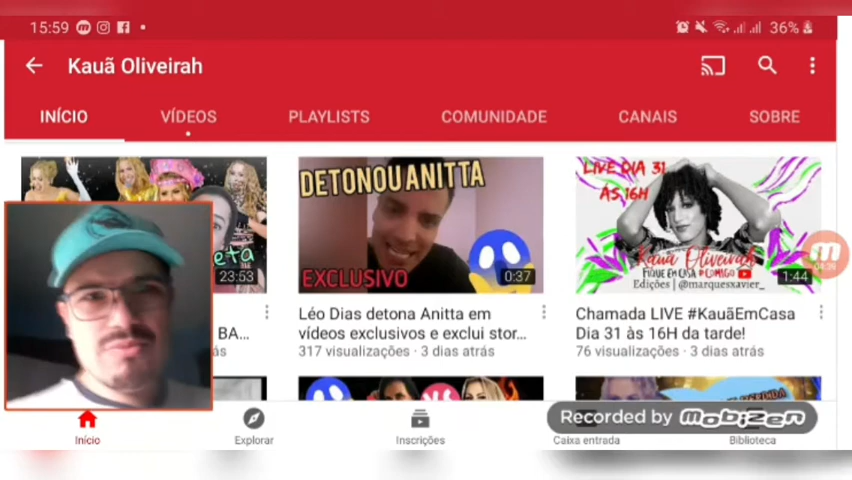 15:59
36%
Kauã Oliveirah
INÍCIO
VÍDEOS
PLAYLISTS
COMUNIDADE
CANAIS
SOBRE
eta
23:53
BA...
DETONOU ANITTA
EXCLUSIVO
0:37
Léo Dias detona Anitta em
vídeos exclusivos e exclui stor...
317 visualizações · 3 dias atrás
LIVE DIA 31
ÀS 16H
Kauã Oliveirah
FIQUE EM CASA #COMIGO
Edições | @marquesxavier_
1:44
Chamada LIVE #KauãEmCasa
Dia 31 às 16H da tarde!
76 visualizações · 3 dias atrás
Recorded by MOBIZEN
Início
Explorar
Inscrições
Caixa entrada
Biblioteca